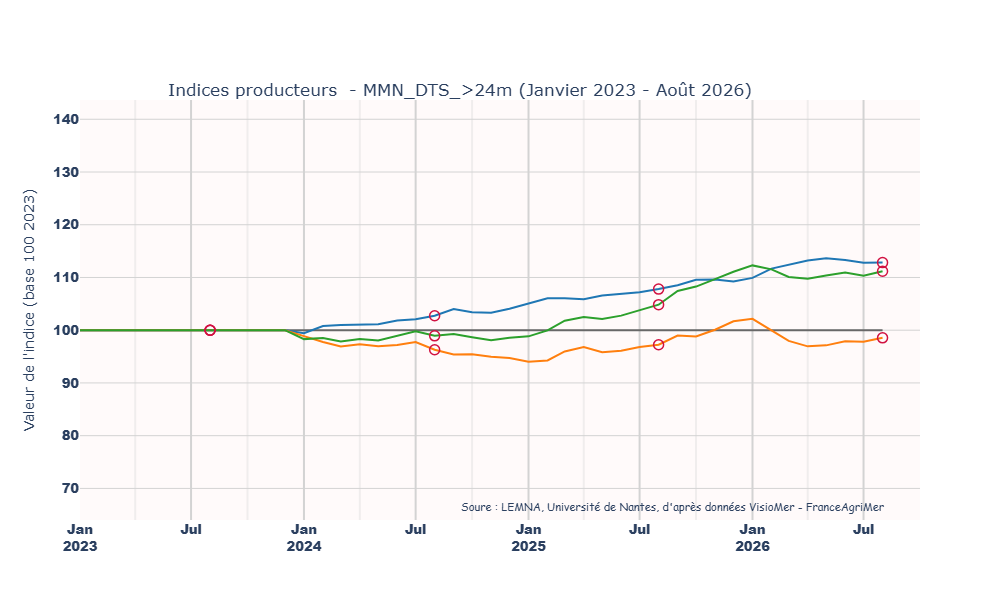 Indices producteurs  - MMN_DTS_>24m (Janvier 2023 - Août 2026)
Valeur de l'indice (base 100 2023)
140
130
120
110
100
90
80
70
Soure : LEMNA, Université de Nantes, d'après données VisioMer - FranceAgriMer
Jan Jul Jan Jul Jan Jul Jan Jul
2023 2024 2025 2026